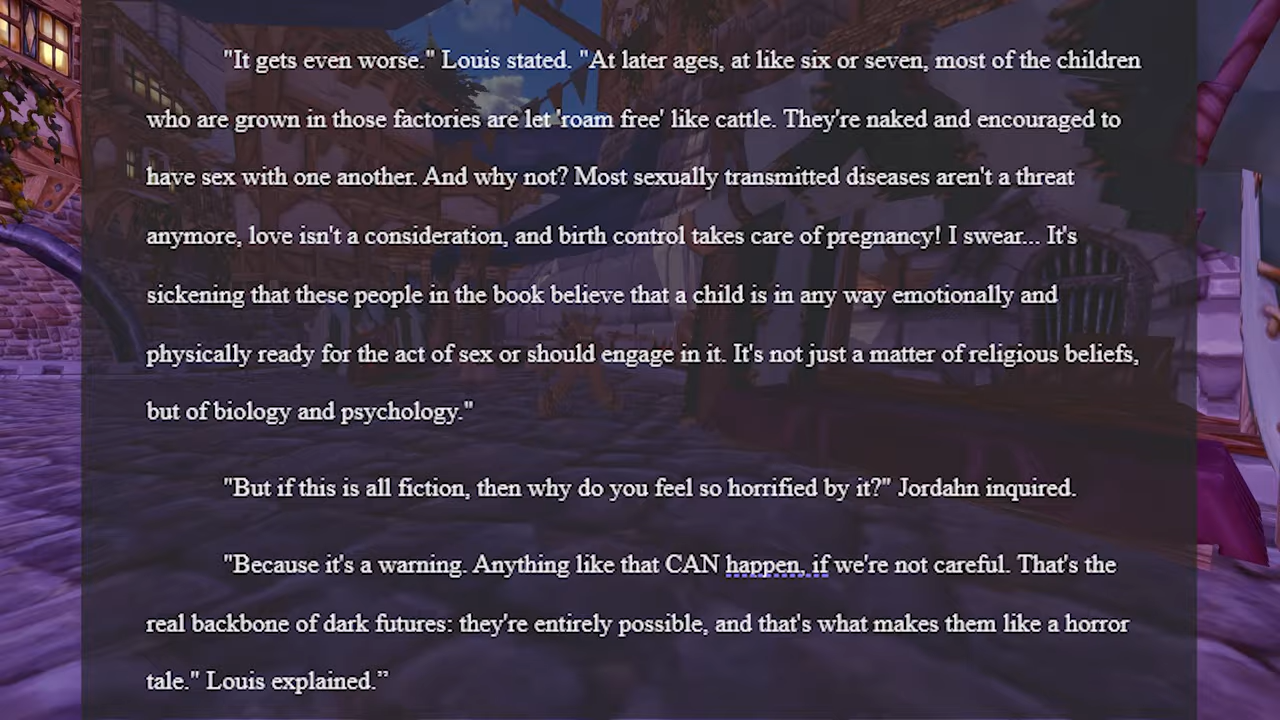 "It gets even worse." Louis stated. "At later ages, at like six or seven, most of the children
who are grown in those factories are let 'roam free' like cattle. They're naked and encouraged to
have sex with one another. And why not? Most sexually transmitted diseases aren't a threat
anymore, love isn't a consideration, and birth control takes care of pregnancy! I swear... It's
sickening that these people in the book believe that a child is in any way emotionally and
physically ready for the act of sex or should engage in it. It's not just a matter of religious beliefs,
but of biology and psychology."
"But if this is all fiction, then why do you feel so horrified by it?" Jordahn inquired.
"Because it's a warning. Anything like that CAN happen, if we're not careful. That's the
real backbone of dark futures: they're entirely possible, and that's what makes them like a horror
tale." Louis explained.”